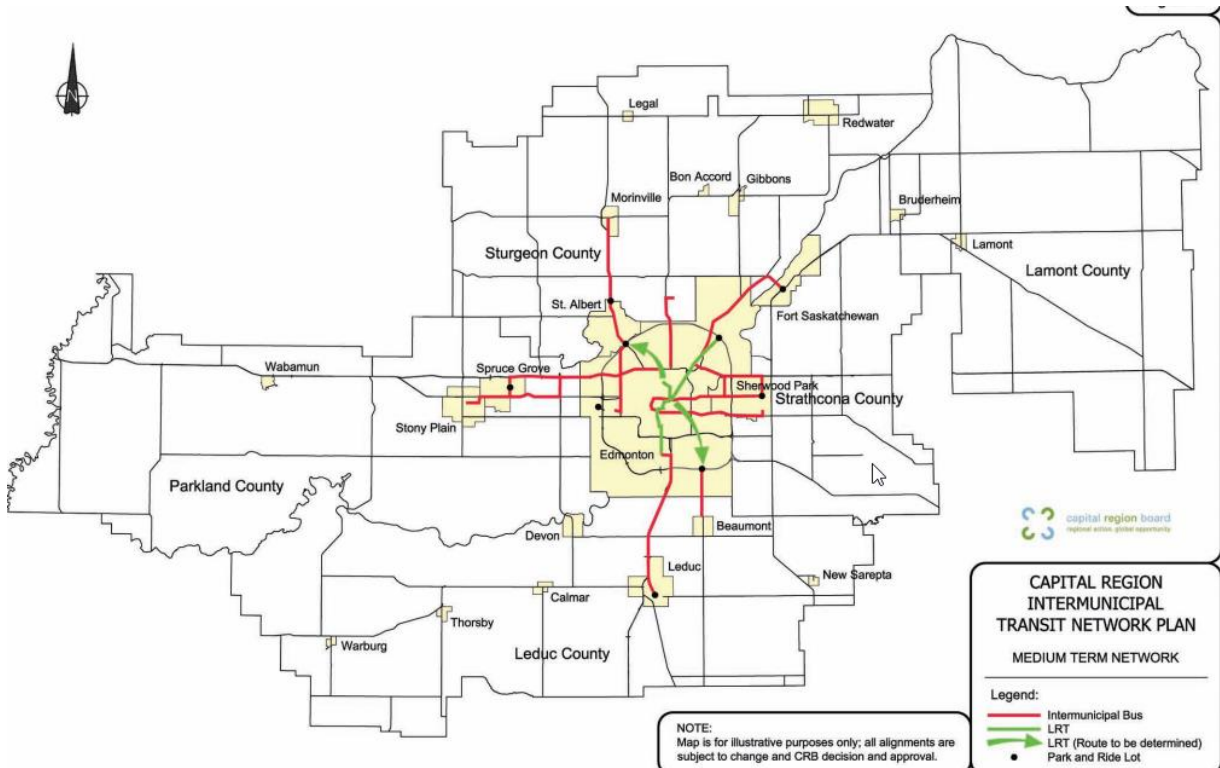 N
Legal
Redwater
Bon Accord
Gibbons
Morinville
Bruderheim
Lamont
Sturgeon County
Lamont County
St. Albert
Fort Saskatchewan
Wabamun
Spruce Grove
Sherwood Park
Strathcona County
Stony Plain
Edmonton
Parkland County
capital region board
regional action. global opportunity
Devon
Beaumont
Leduc
New Sarepta
Calmar
Thorsby
Warburg
Leduc County
CAPITAL REGION
INTERMUNICIPAL
TRANSIT NETWORK PLAN
MEDIUM TERM NETWORK
Legend:
Intermunicipal Bus
LRT
LRT (Route to be determined)
Park and Ride Lot
NOTE:
Map is for illustrative purposes only; all alignments are
subject to change and CRB decision and approval.